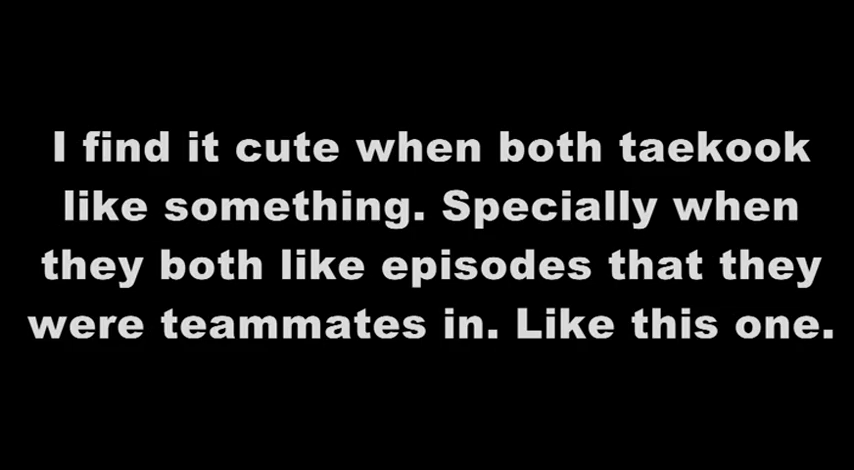 I find it cute when both taekook
like something. Specially when
they both like episodes that they
were teammates in. Like this one.